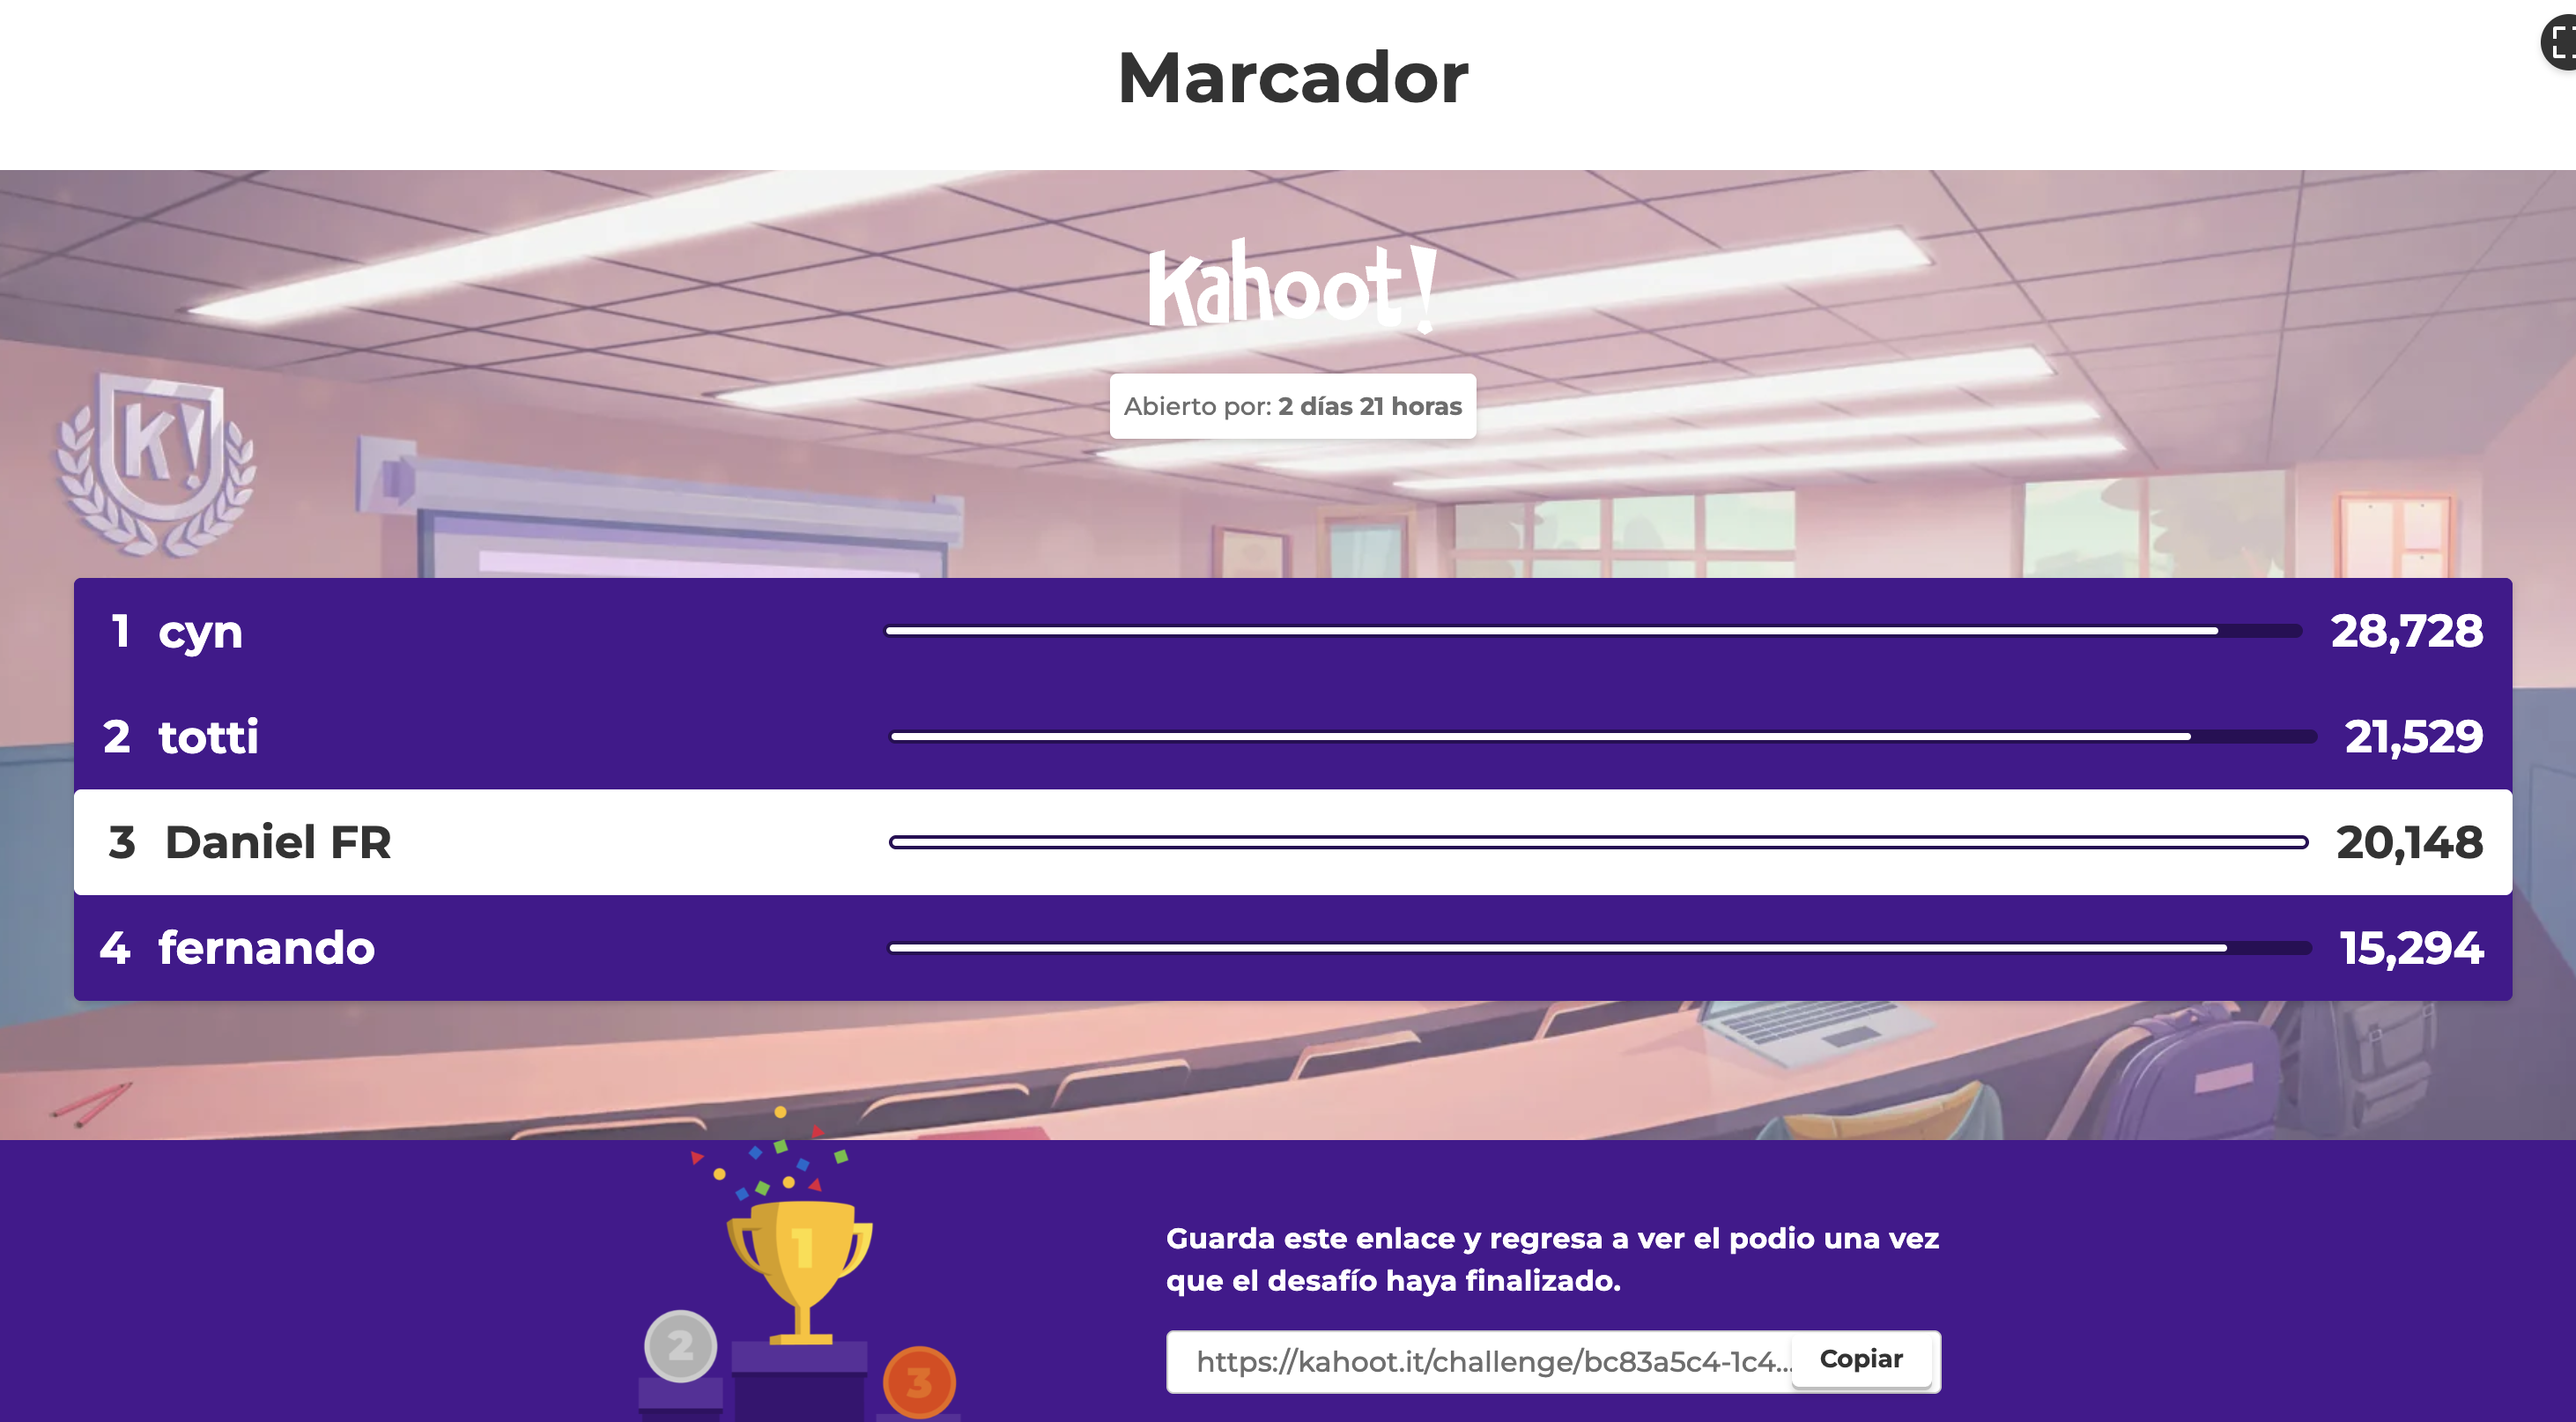 Marcador
Kahoot!
Abierto por: 2 días 21 horas
K!
1 cyn 28,728
2 totti 21,529
3 Daniel FR 20,148
4 fernando 15,294
1
2
3
Guarda este enlace y regresa a ver el podio una vez
que el desafío haya finalizado.
https://kahoot.it/challenge/bc83a5c4-1c4... Copiar